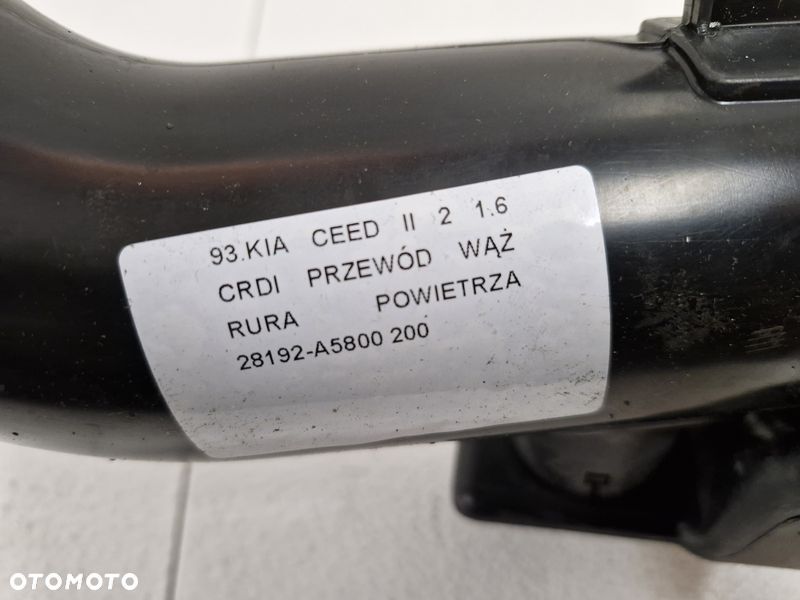 93.KIA CEED II 2 1.6
CRDI PRZEWÓD WĄŻ
RURA POWIETRZA
28192-A5800 200
OTOMOTO